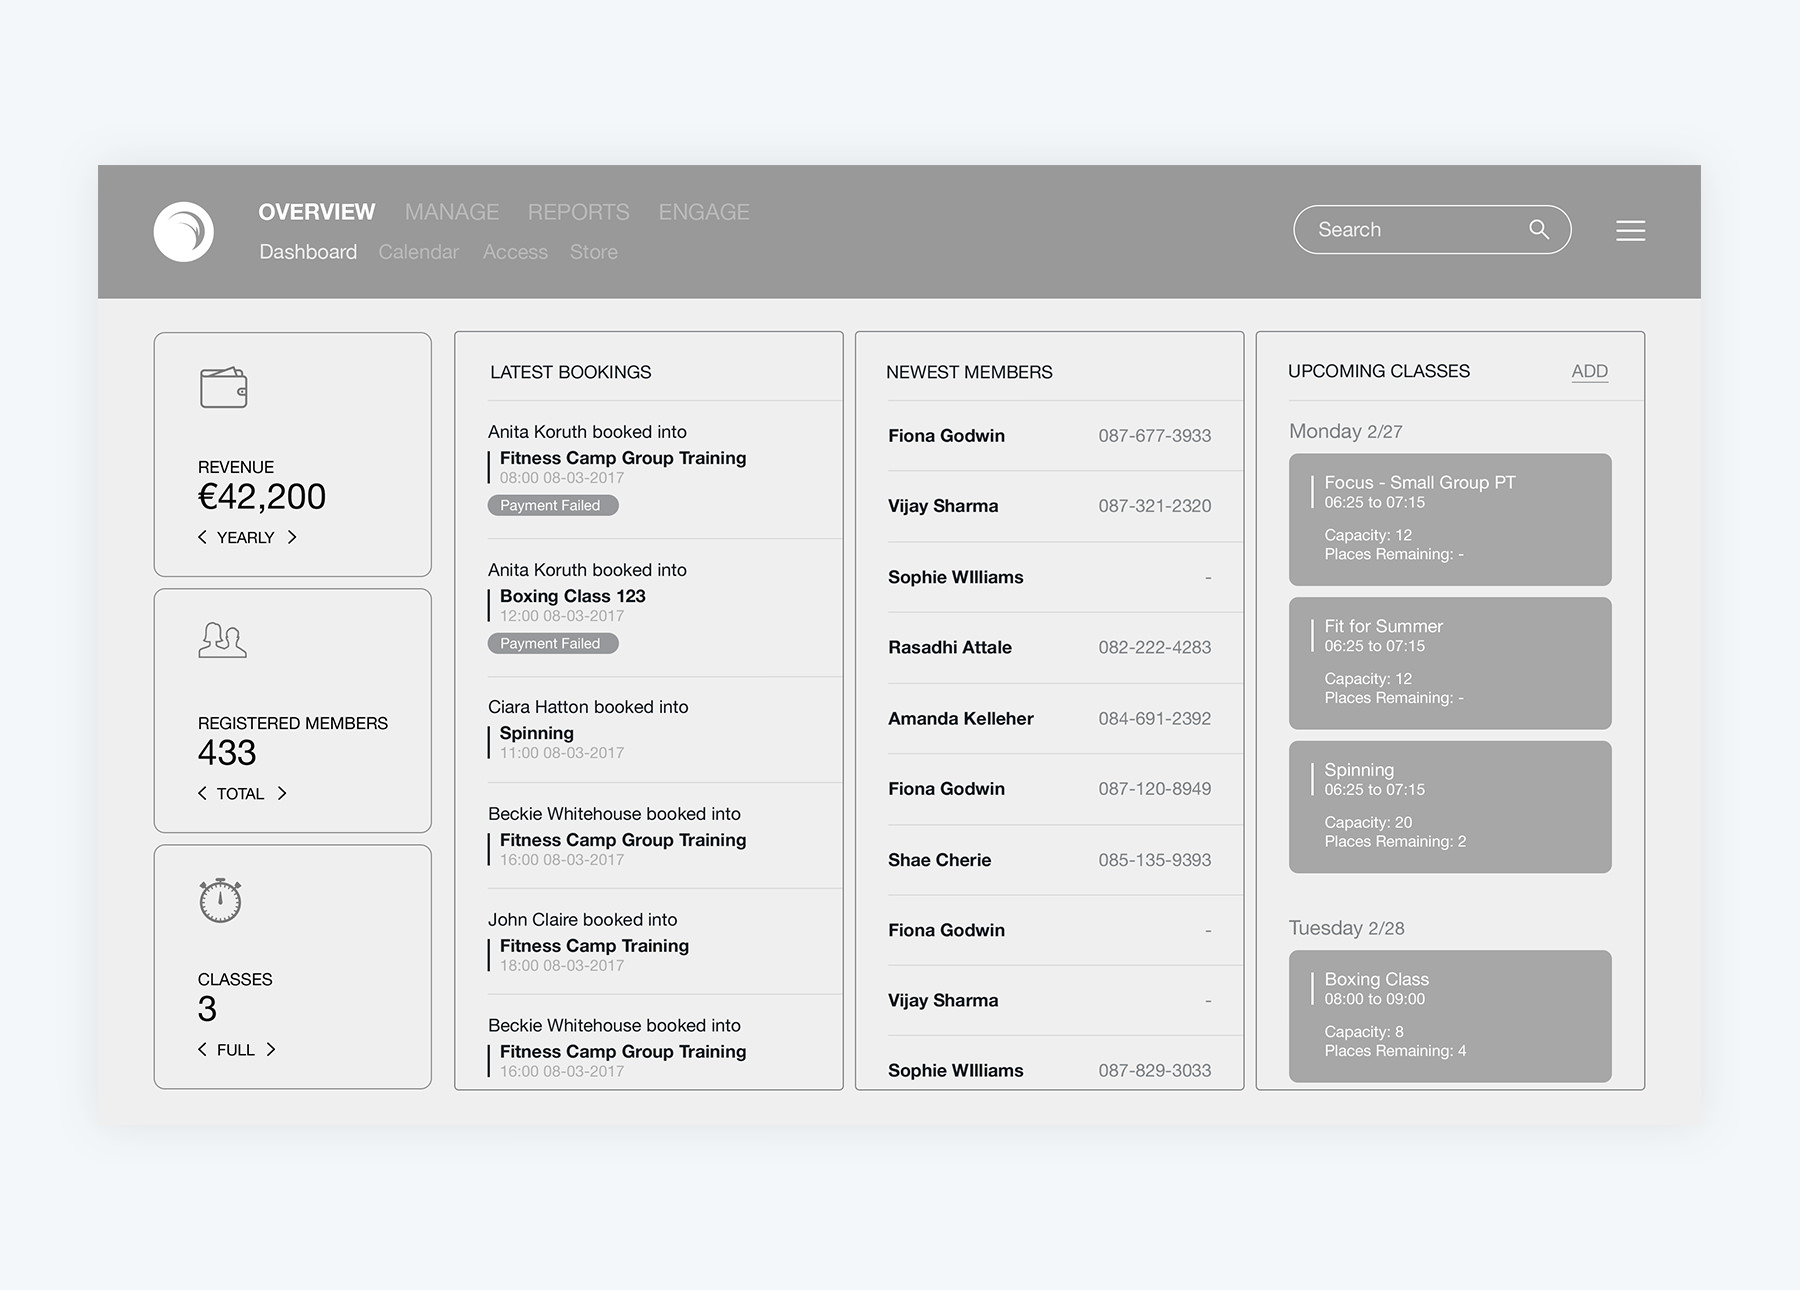 OVERVIEW MANAGE REPORTS ENGAGE
Dashboard Calendar Access Store
Search
REVENUE
€42,200
< YEARLY >
REGISTERED MEMBERS
433
< TOTAL >
CLASSES
3
< FULL >
LATEST BOOKINGS
Anita Koruth booked into
Fitness Camp Group Training
08:00 08-03-2017
Payment Failed
Anita Koruth booked into
Boxing Class 123
12:00 08-03-2017
Payment Failed
Ciara Hatton booked into
Spinning
11:00 08-03-2017
Beckie Whitehouse booked into
Fitness Camp Group Training
16:00 08-03-2017
John Claire booked into
Fitness Camp Training
18:00 08-03-2017
Beckie Whitehouse booked into
Fitness Camp Group Training
16:00 08-03-2017
NEWEST MEMBERS
Fiona Godwin 087-677-3933
Vijay Sharma 087-321-2320
Sophie WIlliams -
Rasadhi Attale 082-222-4283
Amanda Kelleher 084-691-2392
Fiona Godwin 087-120-8949
Shae Cherie 085-135-9393
Fiona Godwin -
Vijay Sharma -
Sophie WIlliams 087-829-3033
UPCOMING CLASSES ADD
Monday 2/27
Focus - Small Group PT
06:25 to 07:15
Capacity: 12
Places Remaining: -
Fit for Summer
06:25 to 07:15
Capacity: 12
Places Remaining: -
Spinning
06:25 to 07:15
Capacity: 20
Places Remaining: 2
Tuesday 2/28
Boxing Class
08:00 to 09:00
Capacity: 8
Places Remaining: 4